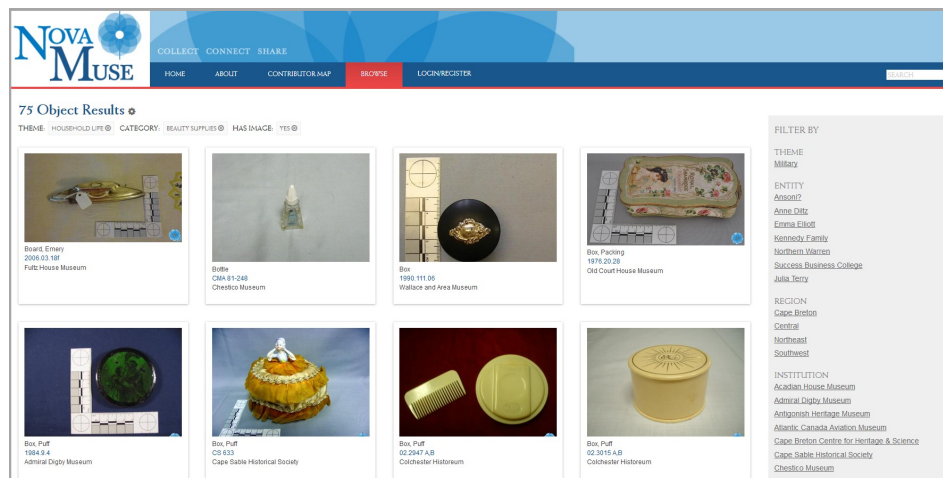 NOVA
MUSE
COLLECT CONNECT SHARE
HOME ABOUT CONTRIBUTOR MAP BROWSE LOGIN/REGISTER
SEARCH
75 Object Results
THEME: HOUSEHOLD LIFE CATEGORY: BEAUTY SUPPLIES HAS IMAGE: YES
Board, Emery
2006.03.18f
Fultz House Museum
Bottle
CMA 81-248
Chestico Museum
Box
1990.111.06
Wallace and Area Museum
Box, Packing
1976.20.28
Old Court House Museum
Box, Puff
1984.9.4
Admiral Digby Museum
Box, Puff
CS 633
Cape Sable Historical Society
Box, Puff
02.2947 A,B
Colchester Historeum
Box, Puff
02.3015 A,B
Colchester Historeum
FILTER BY
THEME
Military
ENTITY
Ansoni?
Anne Diltz
Emma Elliott
Kennedy Family
Northern Warren
Success Business College
Julia Terry
REGION
Cape Breton
Central
Northeast
Southwest
INSTITUTION
Acadian House Museum
Admiral Digby Museum
Antigonish Heritage Museum
Atlantic Canada Aviation Museum
Cape Breton Centre for Heritage & Science
Cape Sable Historical Society
Chestico Museum